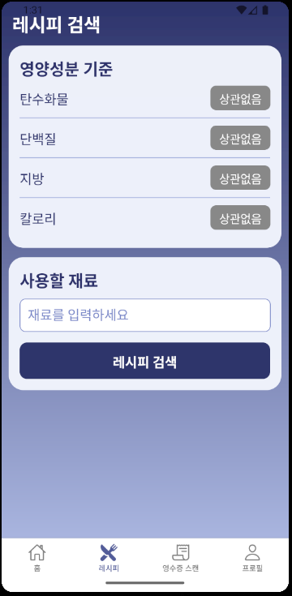 1:31
레시피 검색
영양성분 기준
탄수화물 상관없음
단백질 상관없음
지방 상관없음
칼로리 상관없음
사용할 재료
재료를 입력하세요
레시피 검색
홈 레시피 영수증 스캔 프로필